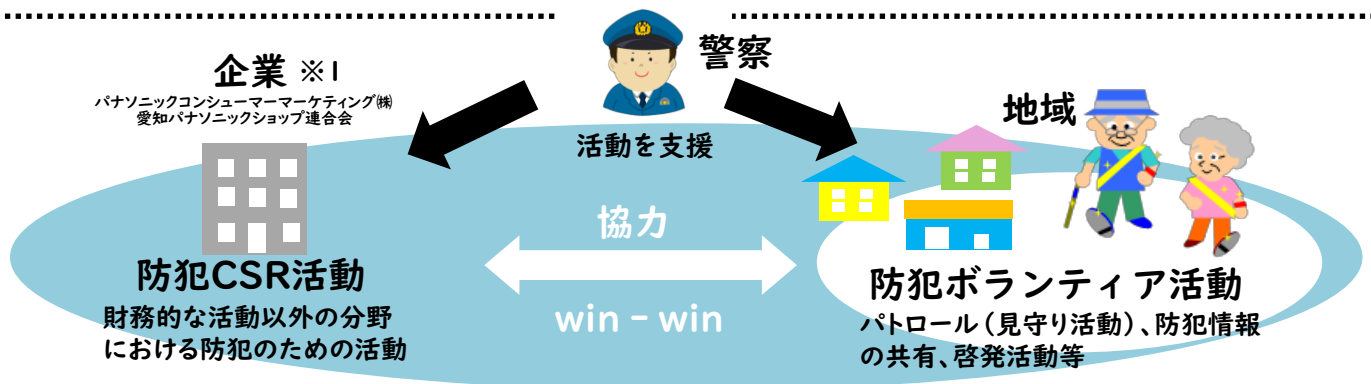 警察
企業 ※1
パナソニックコンシューマーマーケティング㈱
愛知パナソニックショップ連合会
活動を支援
地域
協力
win – win
防犯CSR活動
財務的な活動以外の分野
における防犯のための活動
防犯ボランティア活動
パトロール(見守り活動)、防犯情報
の共有、啓発活動等